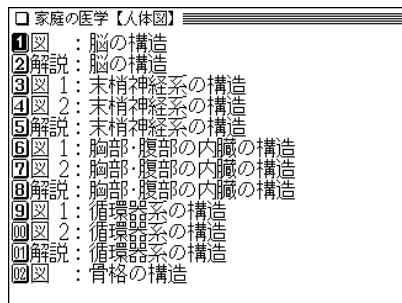 家庭の医学【人体図】
1図 :脳の構造
2解説:脳の構造
3図 1:末梢神経系の構造
4図 2:末梢神経系の構造
5解説:末梢神経系の構造
6図 1:胸部・腹部の内臓の構造
7図 2:胸部・腹部の内臓の構造
8解説:胸部・腹部の内臓の構造
9図 1:循環器系の構造
00図 2:循環器系の構造
01解説:循環器系の構造
02図 :骨格の構造